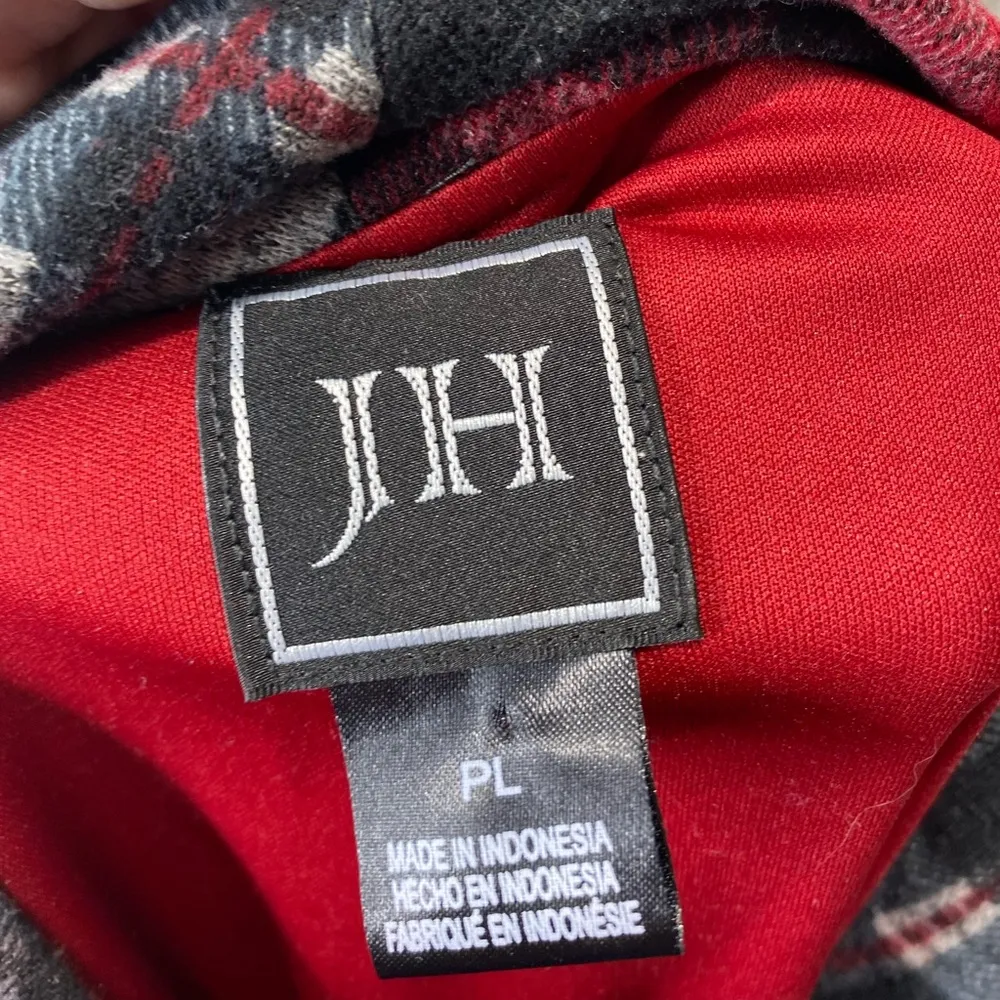 JH
PL
MADE IN INDONESIA
HECHO EN INDONESIA
FABRIQUÉ EN INDONÉSIE